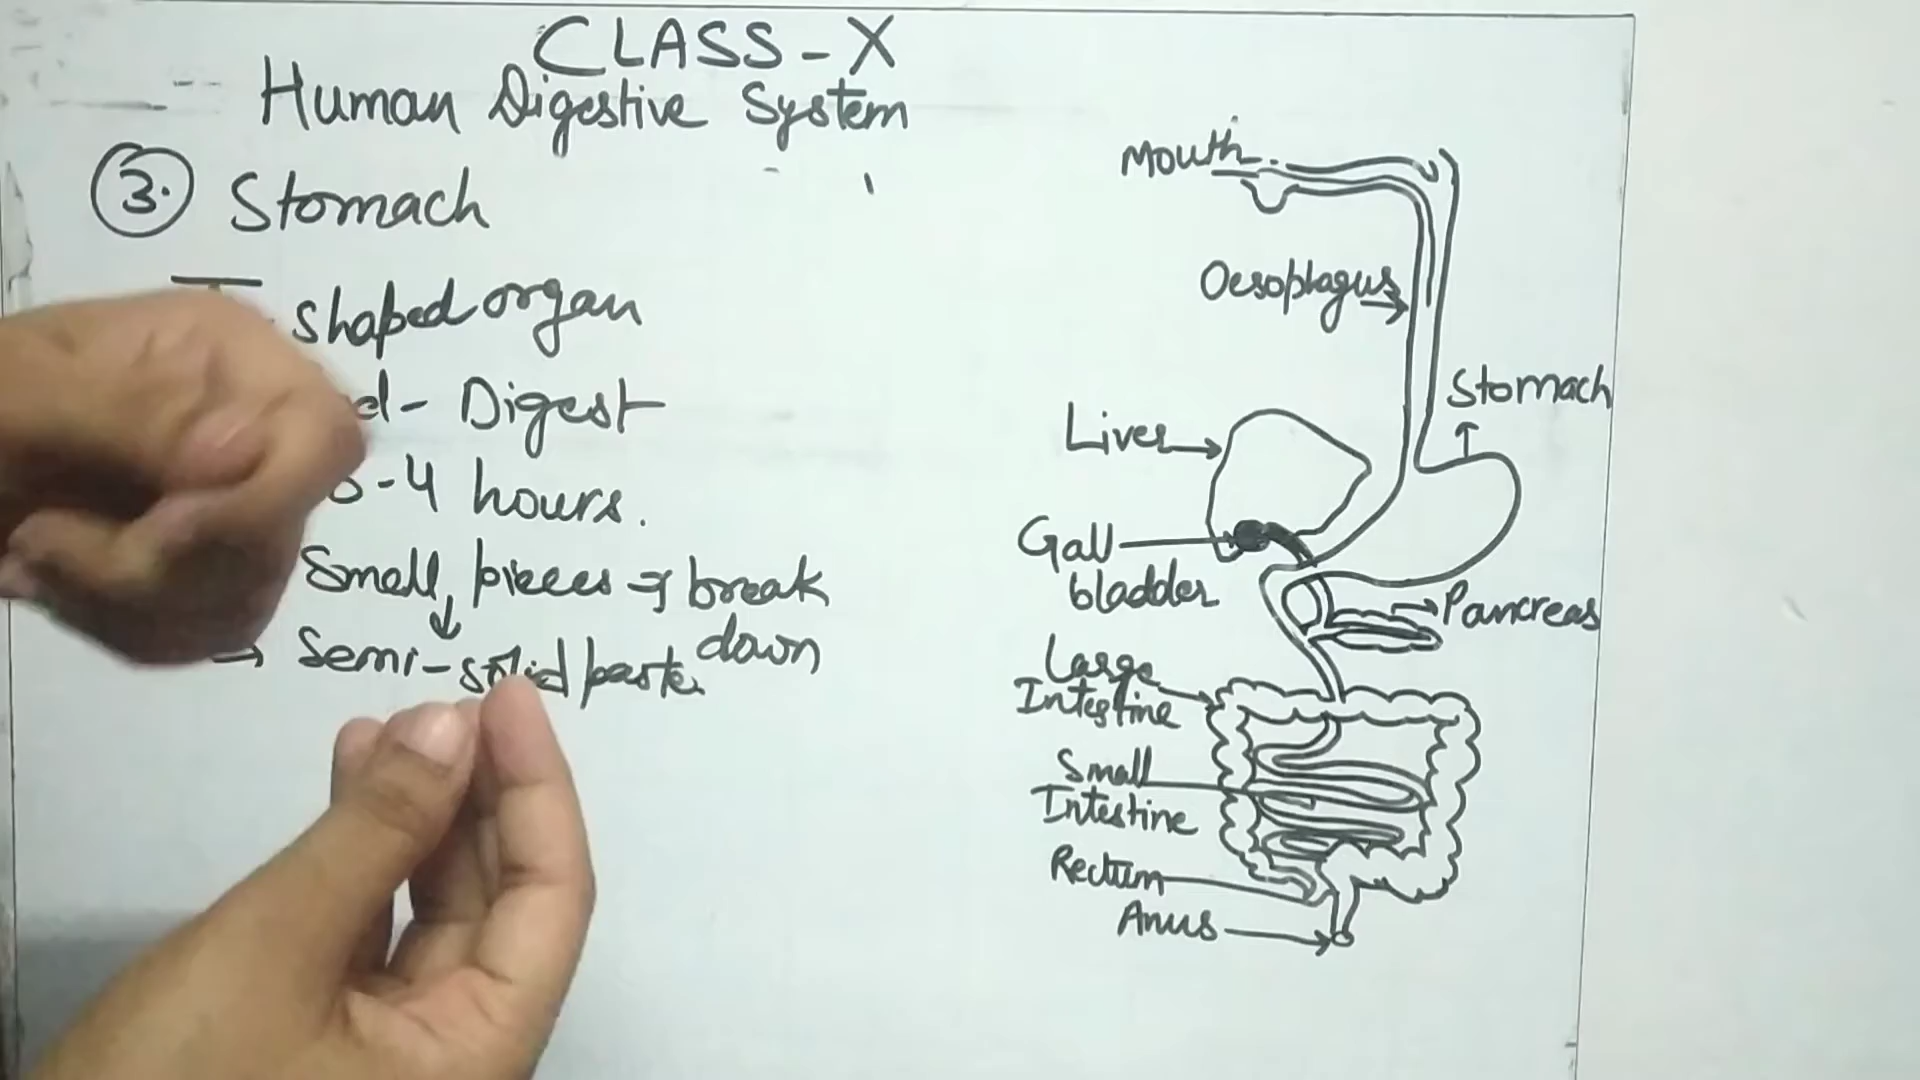 CLASS - X
Human Digestive System
3. Stomach
shaped organ
- Digest
- 4 hours.
Small pieces → break down
↓
→ Semi-solid paste
Mouth
Oesophagus
Stomach
Liver
Gall bladder
Pancreas
Large Intestine
Small Intestine
Rectum
Anus